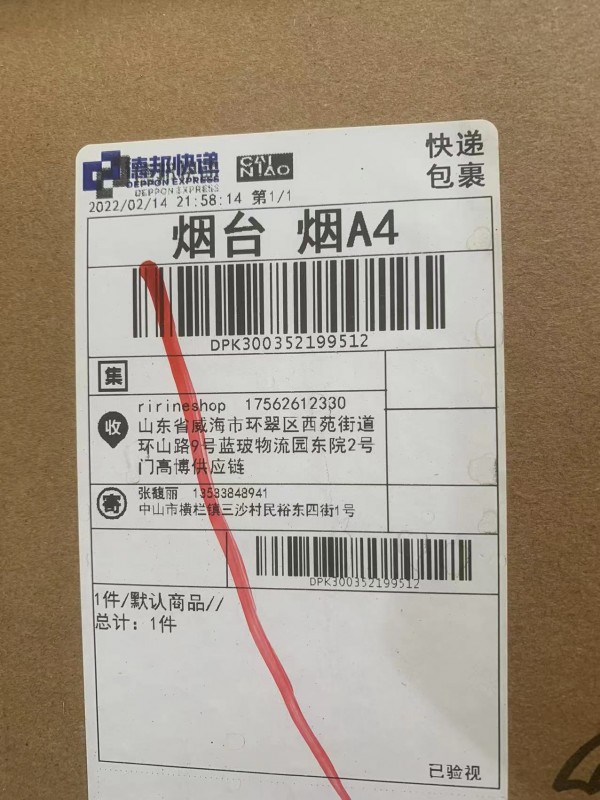 德邦快递
DEPPON EXPRESS
DEPPON EXPRESS
CAI
NIAO
快递
包裹
2022/02/14 21:58:14 第1/1
烟台 烟A4
DPK300352199512
集
收
ririneshop 17562612330
山东省威海市环翠区西苑街道
环山路9号蓝玻物流园东院2号
门高博供应链
寄
张馥丽 13533848941
中山市横栏镇三沙村民裕东四街1号
DPK300352199512
1件/默认商品//
总计：1件
已验视